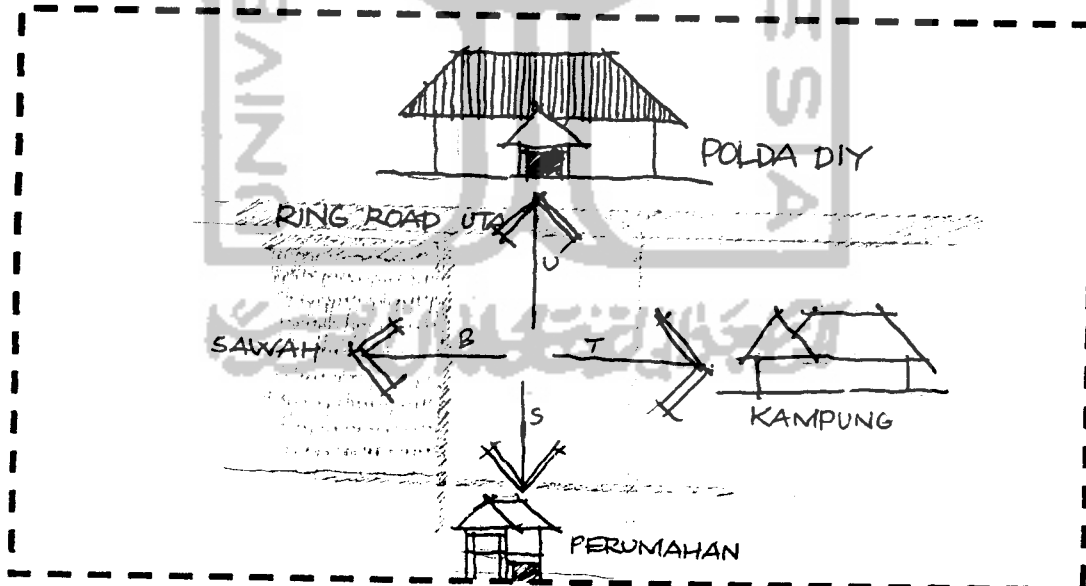 POLDA DIY
RING ROAD UTA
U
SAWAH
B
T
KAMPUNG
S
PERUMAHAN